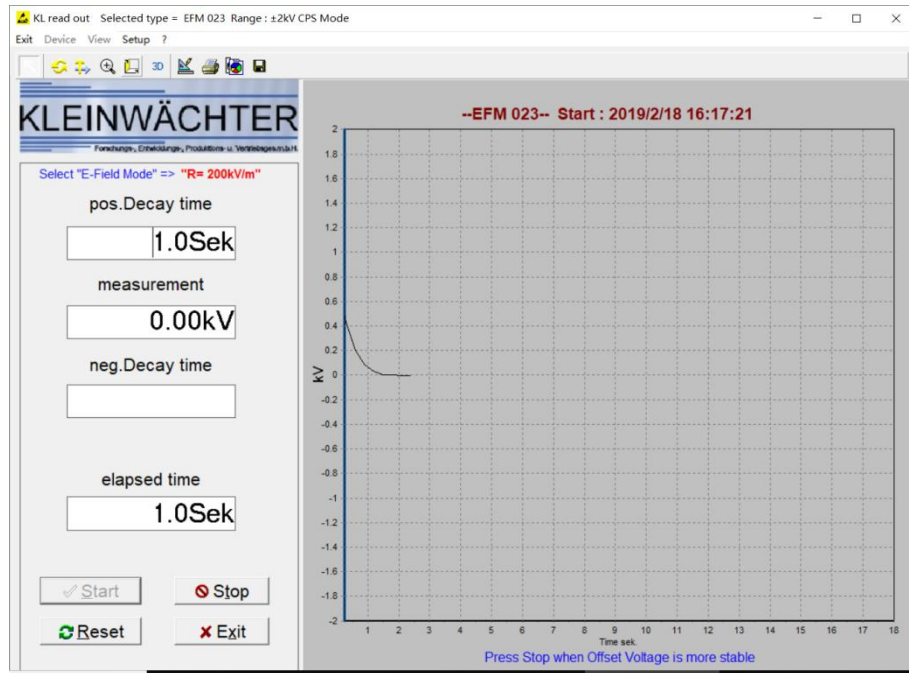 KL read out Selected type = EFM 023 Range : ±2kV CPS Mode
Exit Device View Setup ?
3D
KLEINWÄCHTER
Forschungs-, Entwicklungs-, Produktions- u. Vertriebsges.m.b.H.
Select "E-Field Mode" => "R= 200kV/m"
pos.Decay time
1.0Sek
measurement
0.00kV
neg.Decay time
elapsed time
1.0Sek
Start
Stop
Reset
Exit
--EFM 023-- Start : 2019/2/18 16:17:21
2
1.8
1.6
1.4
1.2
1
0.8
0.6
0.4
0.2
0
-0.2
-0.4
-0.6
-0.8
-1
-1.2
-1.4
-1.6
-1.8
-2
kV
1 2 3 4 5 6 7 8 9 10 11 12 13 14 15 16 17 18
Time sek.
Press Stop when Offset Voltage is more stable